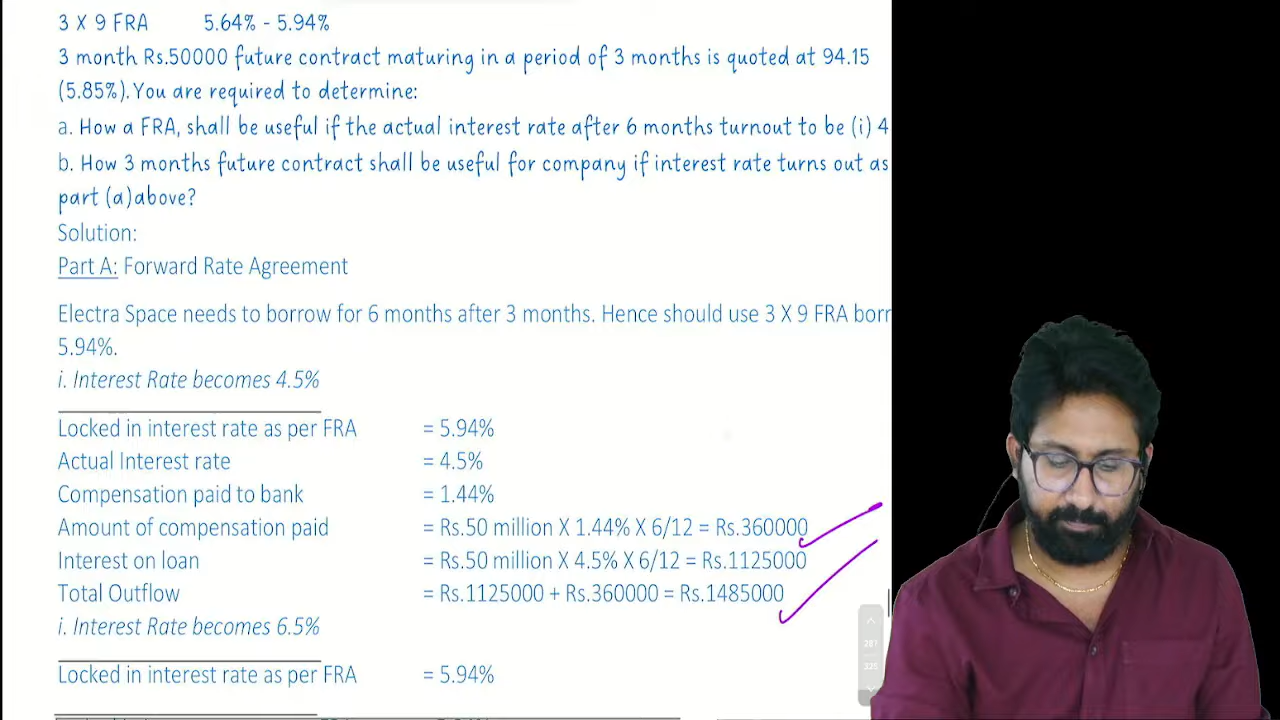 3 X 9 FRA 5.64% - 5.94%
3 month Rs.50000 future contract maturing in a period of 3 months is quoted at 94.15
(5.85%). You are required to determine:
a. How a FRA, shall be useful if the actual interest rate after 6 months turnout to be (i) 4
b. How 3 months future contract shall be useful for company if interest rate turns out as
part (a)above?
Solution:
Part A: Forward Rate Agreement
Electra Space needs to borrow for 6 months after 3 months. Hence should use 3 X 9 FRA borr
5.94%.
i. Interest Rate becomes 4.5%
Locked in interest rate as per FRA = 5.94%
Actual Interest rate = 4.5%
Compensation paid to bank = 1.44%
Amount of compensation paid = Rs.50 million X 1.44% X 6/12 = Rs.360000
Interest on loan = Rs.50 million X 4.5% X 6/12 = Rs.1125000
Total Outflow = Rs.1125000 + Rs.360000 = Rs.1485000
i. Interest Rate becomes 6.5%
Locked in interest rate as per FRA = 5.94%